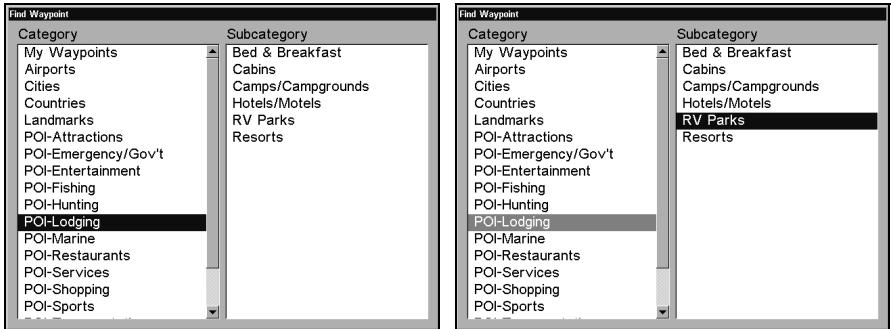 Find Waypoint
Category
My Waypoints
Airports
Cities
Countries
Landmarks
POI-Attractions
POI-Emergency/Gov't
POI-Entertainment
POI-Fishing
POI-Hunting
POI-Lodging
POI-Marine
POI-Restaurants
POI-Services
POI-Shopping
POI-Sports
Subcategory
Bed & Breakfast
Cabins
Camps/Campgrounds
Hotels/Motels
RV Parks
Resorts
Find Waypoint
Category
My Waypoints
Airports
Cities
Countries
Landmarks
POI-Attractions
POI-Emergency/Gov't
POI-Entertainment
POI-Fishing
POI-Hunting
POI-Lodging
POI-Marine
POI-Restaurants
POI-Services
POI-Shopping
POI-Sports
Subcategory
Bed & Breakfast
Cabins
Camps/Campgrounds
Hotels/Motels
RV Parks
Resorts